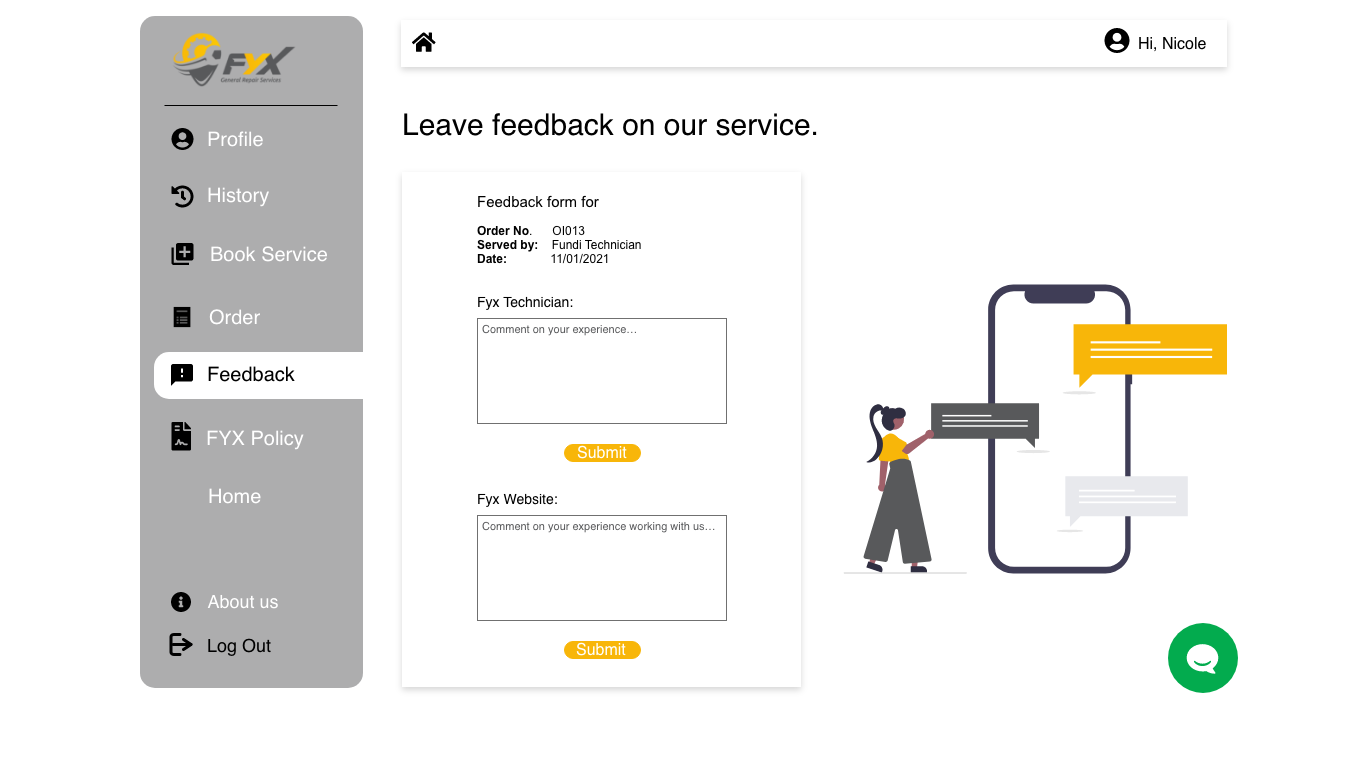 FYX
General Repair Services
Profile
History
Book Service
Order
Feedback
FYX Policy
Home
About us
Log Out
Hi, Nicole
Leave feedback on our service.
Feedback form for
Order No. OI013
Served by: Fundi Technician
Date: 11/01/2021
Fyx Technician:
Comment on your experience…
Submit
Fyx Website:
Comment on your experience working with us…
Submit